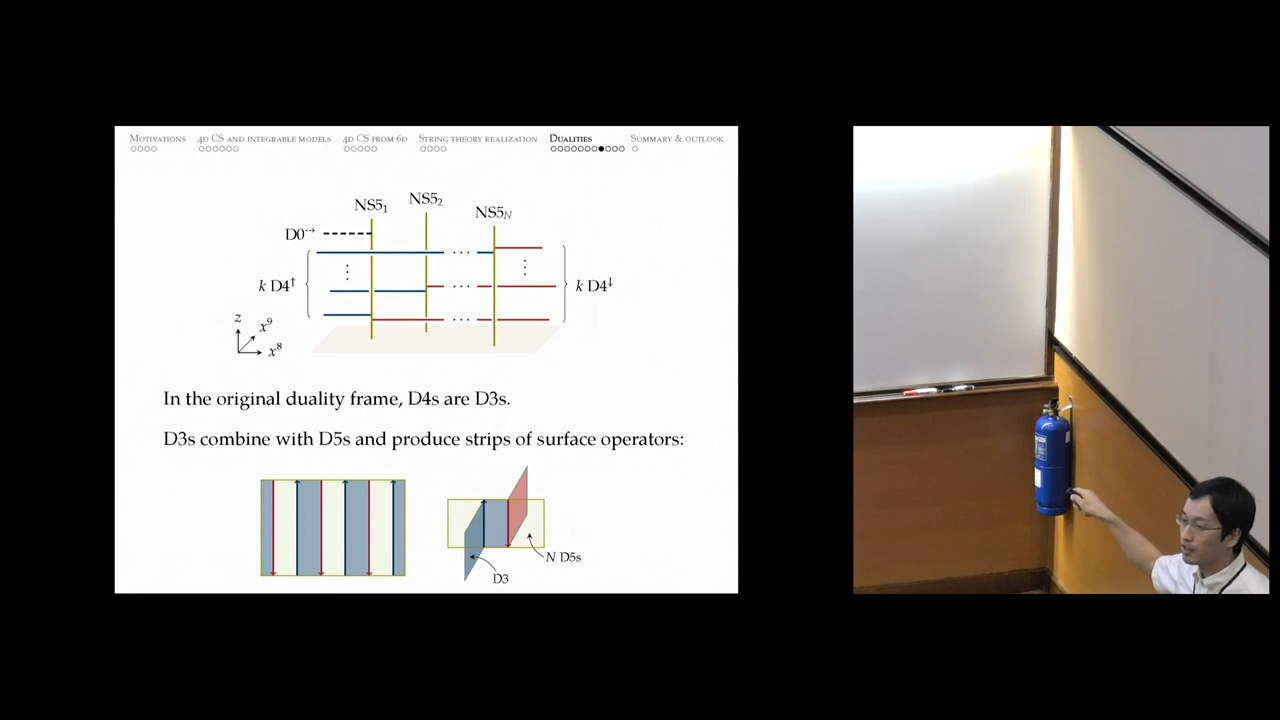 MOTIVATIONS 4D CS AND INTEGRABLE MODELS 4D CS FROM 6D STRING THEORY REALIZATION DUALITIES SUMMARY & OUTLOOK
NS5₁ NS5₂ NS5_N
D0⇢
k D4↑ k D4↓
z x⁹ x⁸
In the original duality frame, D4s are D3s.
D3s combine with D5s and produce strips of surface operators:
N D5s
D3